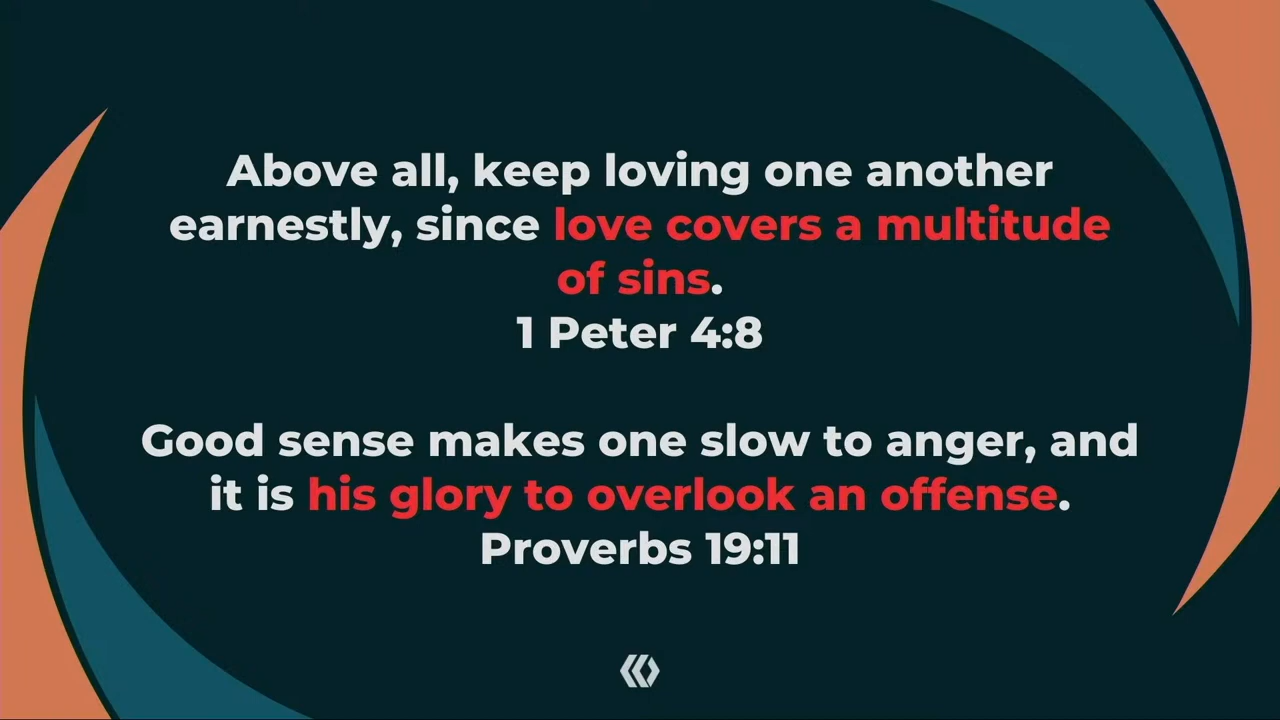 Above all, keep loving one another
earnestly, since love covers a multitude
of sins.
1 Peter 4:8
Good sense makes one slow to anger, and
it is his glory to overlook an offense.
Proverbs 19:11